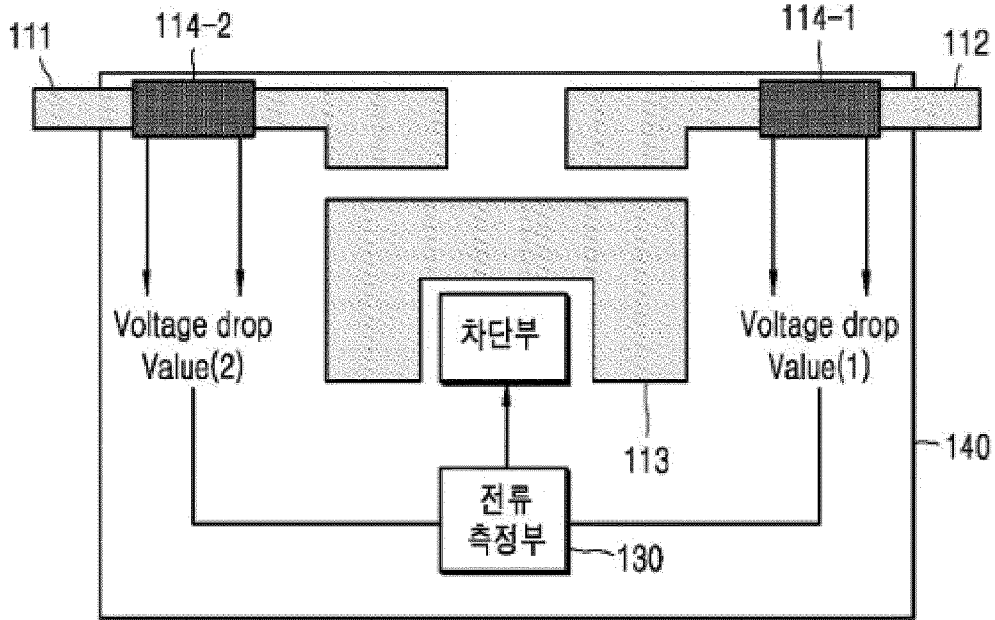 111
114-2
114-1
112
Voltage drop
Value(2)
차단부
Voltage drop
Value(1)
113
140
전류
측정부
130